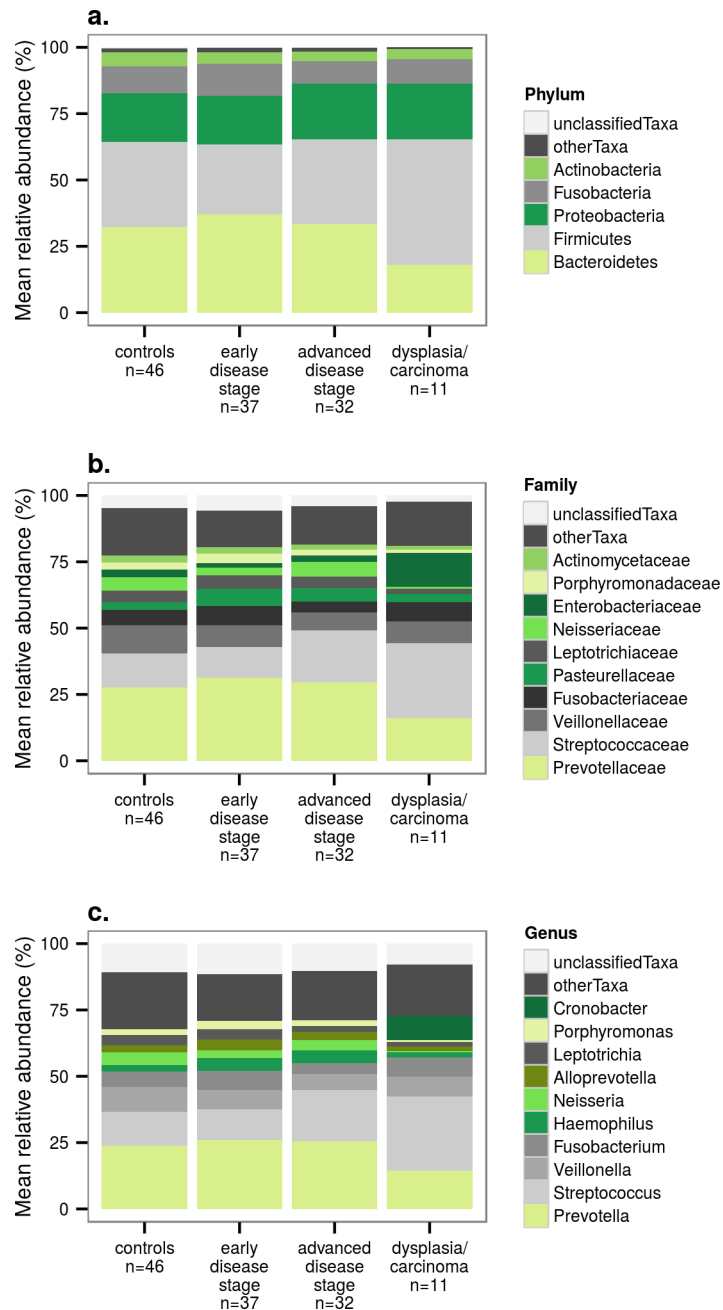 a.
Mean relative abundance (%)
100
75
50
25
0
controls
n=46
early
disease
stage
n=37
advanced
disease
stage
n=32
dysplasia/
carcinoma
n=11
Phylum
unclassifiedTaxa
otherTaxa
Actinobacteria
Fusobacteria
Proteobacteria
Firmicutes
Bacteroidetes
b.
Mean relative abundance (%)
100
75
50
25
0
controls
n=46
early
disease
stage
n=37
advanced
disease
stage
n=32
dysplasia/
carcinoma
n=11
Family
unclassifiedTaxa
otherTaxa
Actinomycetaceae
Porphyromonadaceae
Enterobacteriaceae
Neisseriaceae
Leptotrichiaceae
Pasteurellaceae
Fusobacteriaceae
Veillonellaceae
Streptococcaceae
Prevotellaceae
c.
Mean relative abundance (%)
100
75
50
25
0
controls
n=46
early
disease
stage
n=37
advanced
disease
stage
n=32
dysplasia/
carcinoma
n=11
Genus
unclassifiedTaxa
otherTaxa
Cronobacter
Porphyromonas
Leptotrichia
Alloprevotella
Neisseria
Haemophilus
Fusobacterium
Veillonella
Streptococcus
Prevotella